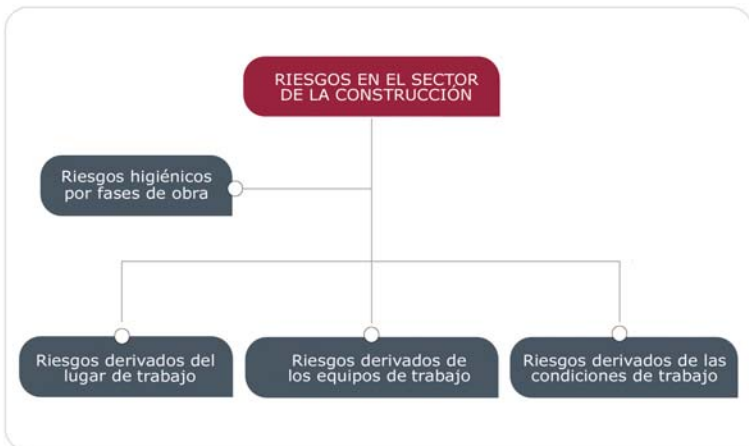 RIESGOS EN EL SECTOR
DE LA CONSTRUCCIÓN
Riesgos higiénicos
por fases de obra
Riesgos derivados del
lugar de trabajo
Riesgos derivados de
los equipos de trabajo
Riesgos derivados de las
condiciones de trabajo